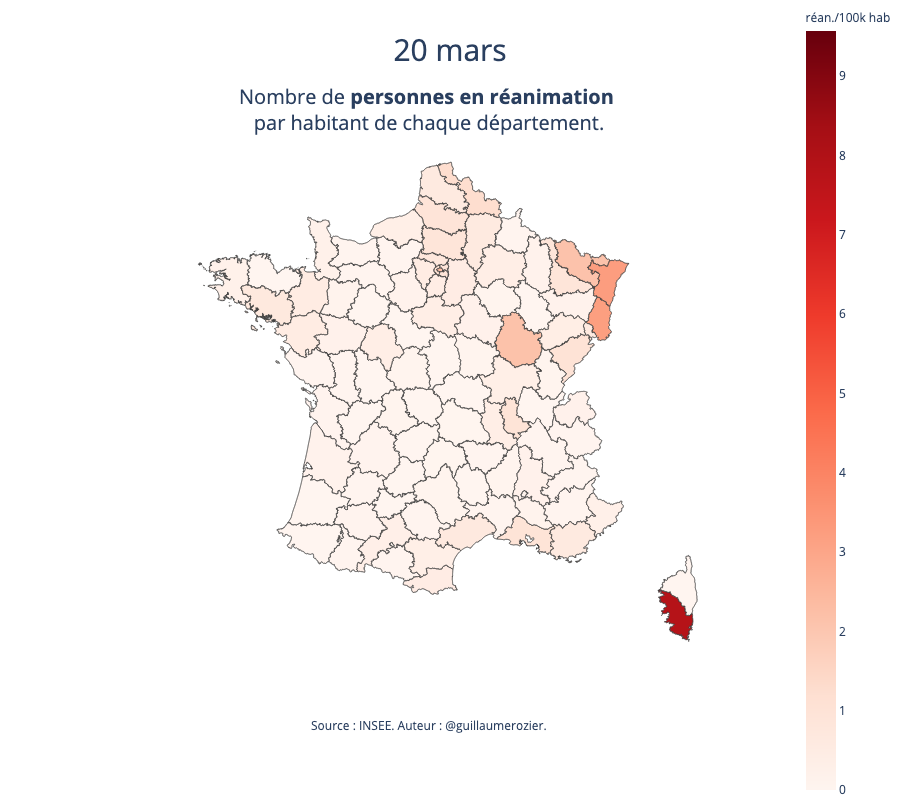 20 mars
Nombre de personnes en réanimation
par habitant de chaque département.
réan./100k hab
9
8
7
6
5
4
3
2
1
0
Source : INSEE. Auteur : @guillaumerozier.